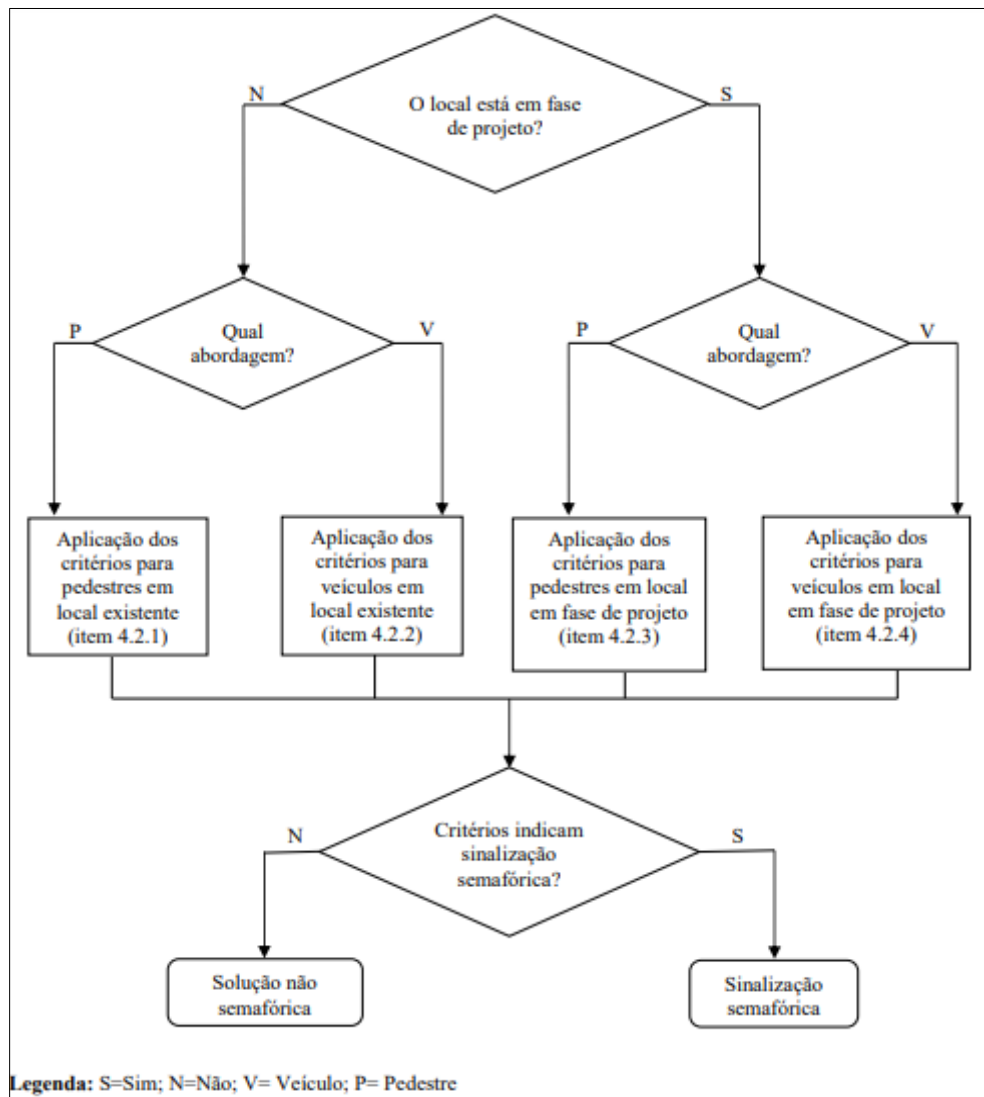 N
S
O local está em fase
de projeto?
P
Qual
abordagem?
V
P
Qual
abordagem?
V
Aplicação dos
critérios para
pedestres em
local existente
(item 4.2.1)
Aplicação dos
critérios para
veículos em
local existente
(item 4.2.2)
Aplicação dos
critérios para
pedestres em local
em fase de projeto
(item 4.2.3)
Aplicação dos
critérios para
veículos em local
em fase de projeto
(item 4.2.4)
N
Critérios indicam
sinalização
semafórica?
S
Solução não
semafórica
Sinalização
semafórica
Legenda: S=Sim; N=Não; V= Veículo; P= Pedestre